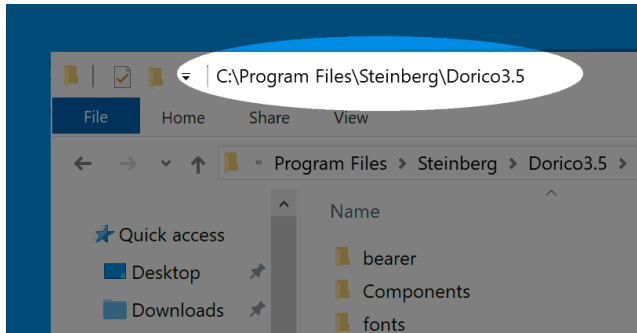 C:\Program Files\Steinberg\Dorico3.5
File Home Share View
« Program Files > Steinberg > Dorico3.5 >
Name
Quick access
bearer
Desktop
Components
Downloads
fonts